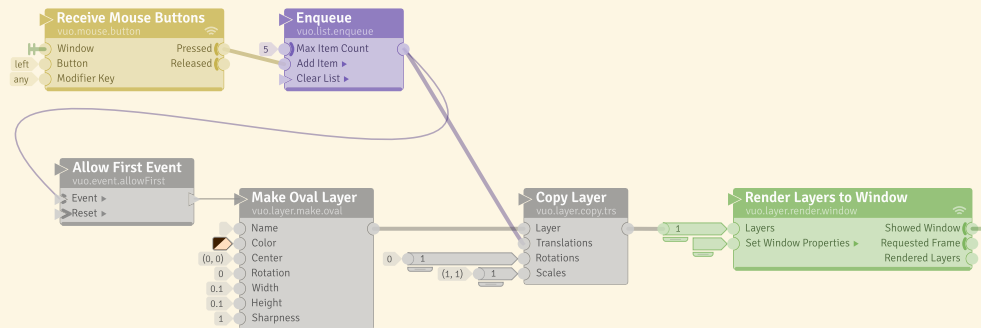 Receive Mouse Buttons
vuo.mouse.button
Window
Pressed
left
Button
Released
any
Modifier Key
Enqueue
vuo.list.enqueue
5
Max Item Count
Add Item
Clear List
Allow First Event
vuo.event.allowFirst
Event
Reset
Make Oval Layer
vuo.layer.make.oval
Name
Color
(0, 0)
Center
0
Rotation
0.1
Width
0.1
Height
1
Sharpness
Copy Layer
vuo.layer.copy.trs
Layer
Translations
0
1
Rotations
(1, 1)
1
Scales
Render Layers to Window
vuo.layer.render.window
1
Layers
Showed Window
Set Window Properties
Requested Frame
Rendered Layers